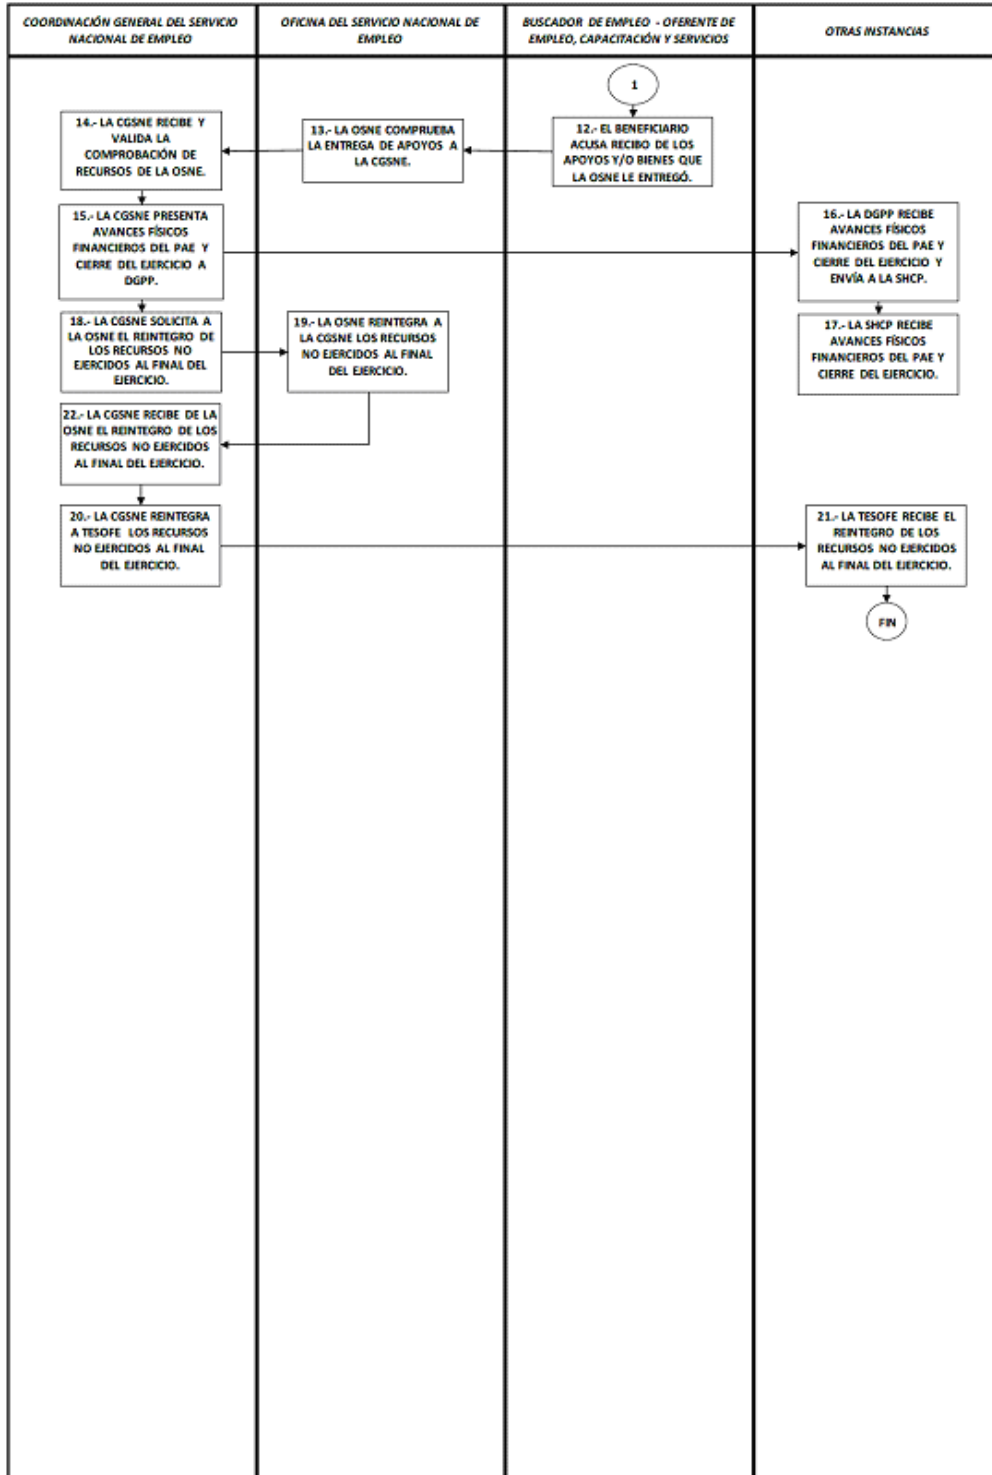 COORDINACIÓN GENERAL DEL SERVICIO
NACIONAL DE EMPLEO
OFICINA DEL SERVICIO NACIONAL DE
EMPLEO
BUSCADOR DE EMPLEO - OFERENTE DE
EMPLEO, CAPACITACIÓN Y SERVICIOS
OTRAS INSTANCIAS
1
12.- EL BENEFICIARIO
ACUSA RECIBO DE LOS
APOYOS Y/O BIENES QUE
LA OSNE LE ENTREGÓ.
13.- LA OSNE COMPRUEBA
LA ENTREGA DE APOYOS A
LA CGSNE.
14.- LA CGSNE RECIBE Y
VALIDA LA
COMPROBACIÓN DE
RECURSOS DE LA OSNE.
15.- LA CGSNE PRESENTA
AVANCES FÍSICOS
FINANCIEROS DEL PAE Y
CIERRE DEL EJERCICIO A
DGPP.
16.- LA DGPP RECIBE
AVANCES FÍSICOS
FINANCIEROS DEL PAE Y
CIERRE DEL EJERCICIO Y
ENVÍA A LA SHCP.
17.- LA SHCP RECIBE
AVANCES FÍSICOS
FINANCIEROS DEL PAE Y
CIERRE DEL EJERCICIO.
18.- LA CGSNE SOLICITA A
LA OSNE EL REINTEGRO DE
LOS RECURSOS NO
EJERCIDOS AL FINAL DEL
EJERCICIO.
19.- LA OSNE REINTEGRA A
LA CGSNE LOS RECURSOS
NO EJERCIDOS AL FINAL
DEL EJERCICIO.
22.- LA CGSNE RECIBE DE LA
OSNE EL REINTEGRO DE LOS
RECURSOS NO EJERCIDOS
AL FINAL DEL EJERCICIO.
20.- LA CGSNE REINTEGRA
A TESOFE LOS RECURSOS
NO EJERCIDOS AL FINAL
DEL EJERCICIO.
21.- LA TESOFE RECIBE EL
REINTEGRO DE LOS
RECURSOS NO EJERCIDOS
AL FINAL DEL EJERCICIO.
FIN